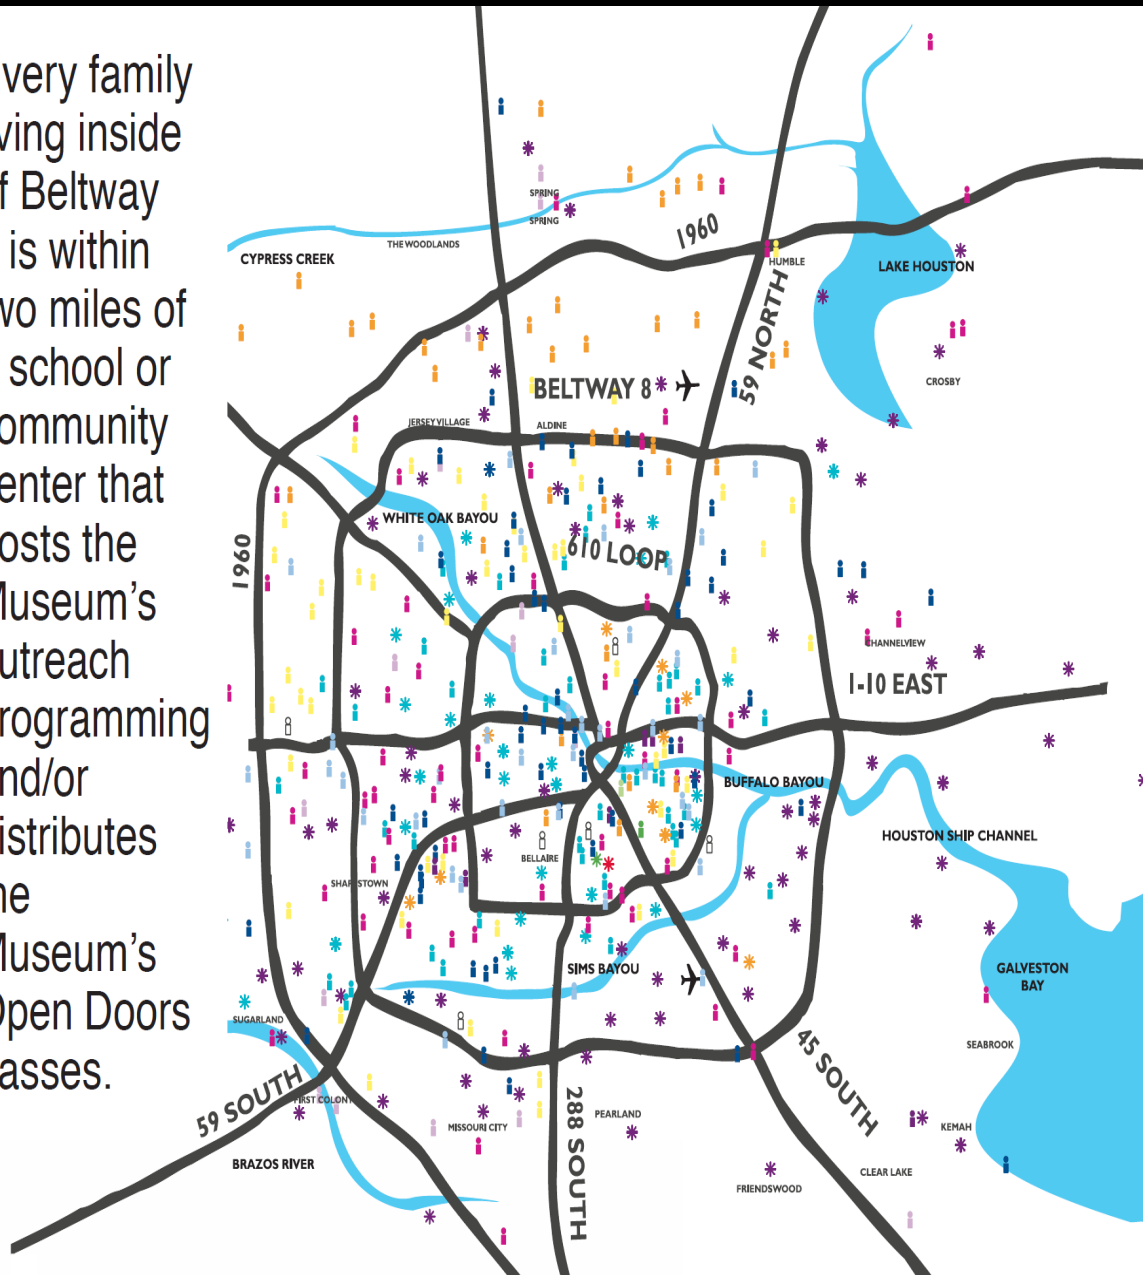 very family
ving inside
f Beltway
is within
wo miles of
school or
ommunity
enter that
osts the
Museum's
utreach
rogramming
nd/or
istributes
he
Museum's
Open Doors
asses.
SPRING
SPRING
THE WOODLANDS
CYPRESS CREEK
1960
HUMBLE
LAKE HOUSTON
59 NORTH
CROSBY
BELTWAY 8
JERSEY VILLAGE
ALDINE
WHITE OAK BAYOU
610 LOOP
1960
CHANNELVIEW
I-10 EAST
BUFFALO BAYOU
HOUSTON SHIP CHANNEL
BELLAIRE
SHARPSTOWN
SIMS BAYOU
GALVESTON
BAY
SUGARLAND
SEABROOK
45 SOUTH
59 SOUTH
FIRST COLONY
288 SOUTH
PEARLAND
MISSOURI CITY
KEMAH
BRAZOS RIVER
CLEAR LAKE
FRIENDSWOOD